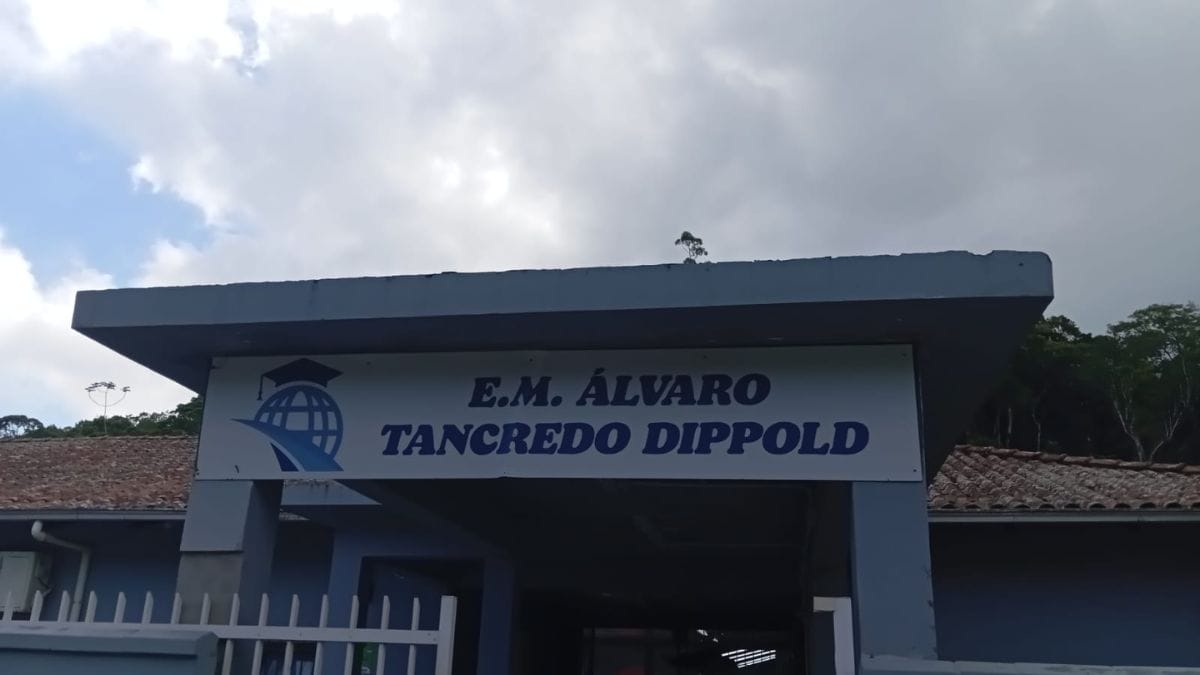 E.M. ÁLVARO
TANCREDO DIPPOLD